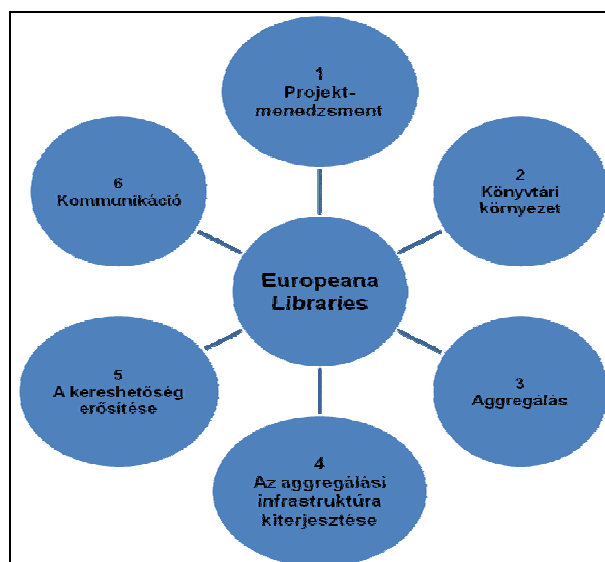 1
Projekt-
menedzsment
2
Könyvtári
környezet
3
Aggregálás
4
Az aggregálási
infrastruktúra
kiterjesztése
5
A kereshetőség
erősítése
6
Kommunikáció
Europeana
Libraries